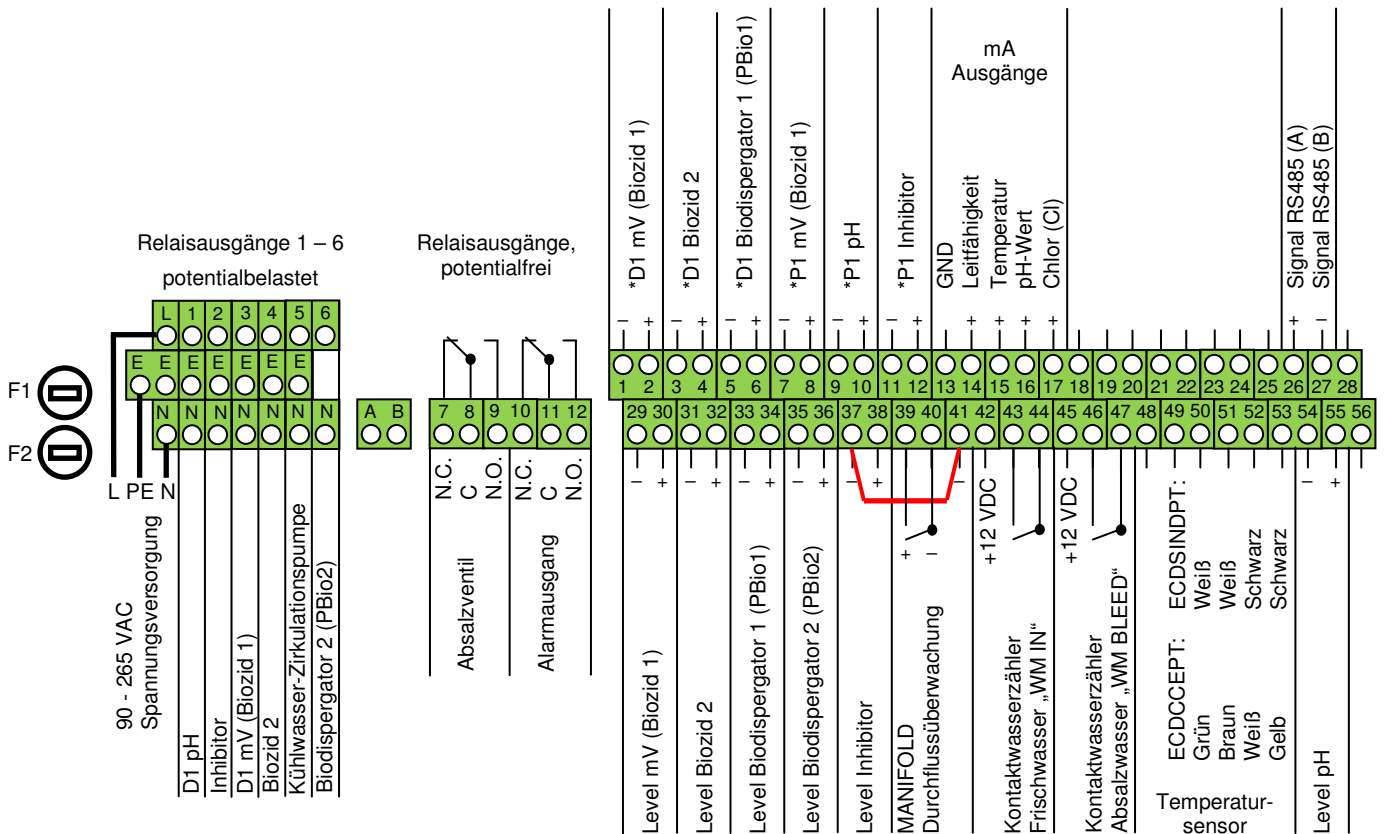 mA
Ausgänge
*D1 mV (Biozid 1)
*D1 Biozid 2
*D1 Biodispergator 1 (PBio1)
*P1 mV (Biozid 1)
*P1 pH
*P1 Inhibitor
GND
Leitfähigkeit
Temperatur
pH-Wert
Chlor (Cl)
Signal RS485 (A)
Signal RS485 (B)
– + – + – + – + – + – + + + + + + –
Relaisausgänge 1 – 6
potentialbelastet
Relaisausgänge,
potentialfrei
L 1 2 3 4 5 6
E E E E E E E
N N N N N N N
F1
F2
A B
7 8 9 10 11 12
1 2 3 4 5 6 7 8 9 10 11 12 13 14 15 16 17 18 19 20 21 22 23 24 25 26 27 28
29 30 31 32 33 34 35 36 37 38 39 40 41 42 43 44 45 46 47 48 49 50 51 52 53 54 55 56
– + – + – + – + – + – – +
L PE N
90 - 265 VAC
Spannungsversorgung
D1 pH
Inhibitor
D1 mV (Biozid 1)
Biozid 2
Kühlwasser-Zirkulationspumpe
Biodispergator 2 (PBio2)
N.C.
C
N.O.
N.C.
C
N.O.
Absalzventil
Alarmausgang
Level mV (Biozid 1)
Level Biozid 2
Level Biodispergator 1 (PBio1)
Level Biodispergator 2 (PBio2)
Level Inhibitor
+ –
MANIFOLD
Durchflussüberwachung
+12 VDC
Kontaktwasserzähler
Frischwasser „WM IN“
+12 VDC
Kontaktwasserzähler
Absalzwasser „WM BLEED“
ECDSINDPT:
Weiß
Weiß
Schwarz
Schwarz
ECDCCEPT:
Grün
Braun
Weiß
Gelb
Temperatur-
sensor
Level pH